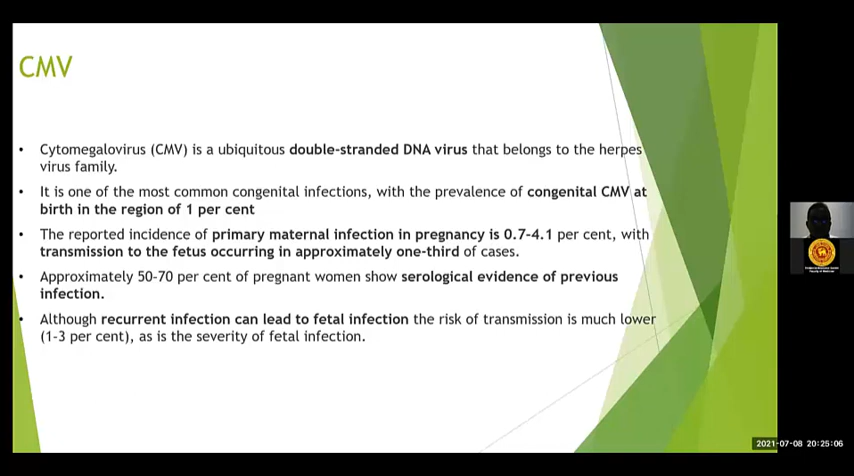 CMV
• Cytomegalovirus (CMV) is a ubiquitous double-stranded DNA virus that belongs to the herpes
virus family.
• It is one of the most common congenital infections, with the prevalence of congenital CMV at
birth in the region of 1 per cent
• The reported incidence of primary maternal infection in pregnancy is 0.7-4.1 per cent, with
transmission to the fetus occurring in approximately one-third of cases.
• Approximately 50-70 per cent of pregnant women show serological evidence of previous
infection.
• Although recurrent infection can lead to fetal infection the risk of transmission is much lower
(1-3 per cent), as is the severity of fetal infection.
2021-07-08 20:25:06